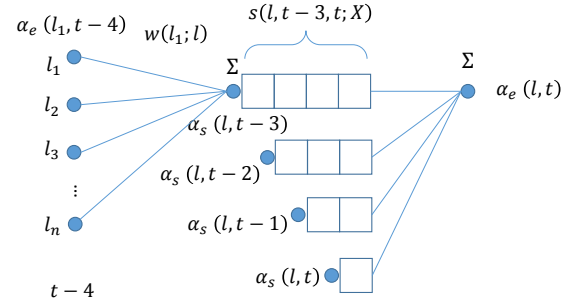 s(l, t − 3, t; X)
α_e (l_1, t − 4)
w(l_1; l)
Σ
Σ
l_1
l_2
l_3
⋮
l_n
α_e (l, t)
α_s (l, t − 3)
α_s (l, t − 2)
α_s (l, t − 1)
α_s (l, t)
t − 4